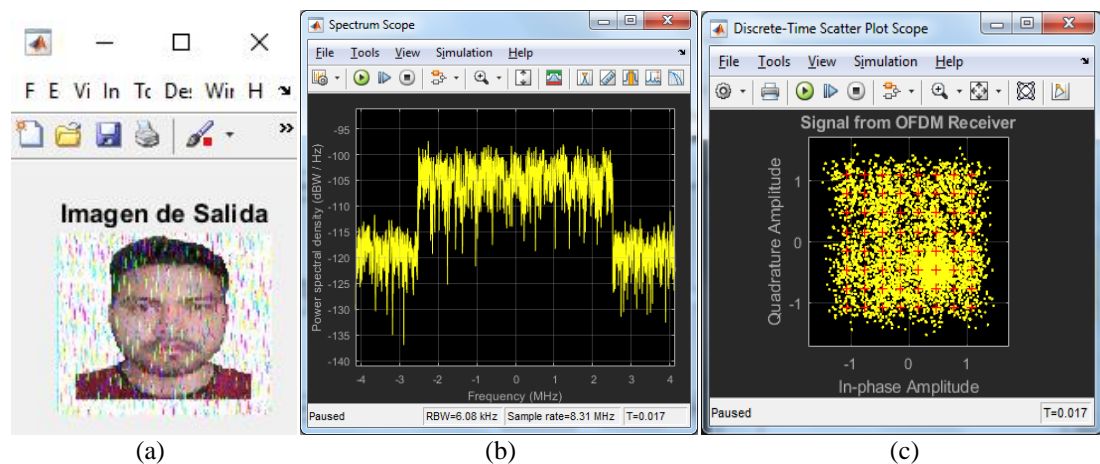 F E Vi In Tc De: Wir H
»
Imagen de Salida
(a)
Spectrum Scope
File Tools View Simulation Help
Power spectral density (dBW / Hz)
-95
-100
-105
-110
-115
-120
-125
-130
-135
-140
-4 -3 -2 -1 0 1 2 3 4
Frequency (MHz)
Paused RBW=6.08 kHz Sample rate=8.31 MHz T=0.017
(b)
Discrete-Time Scatter Plot Scope
File Tools View Simulation Help
Signal from OFDM Receiver
Quadrature Amplitude
1
0
-1
-1 0 1
In-phase Amplitude
Paused T=0.017
(c)